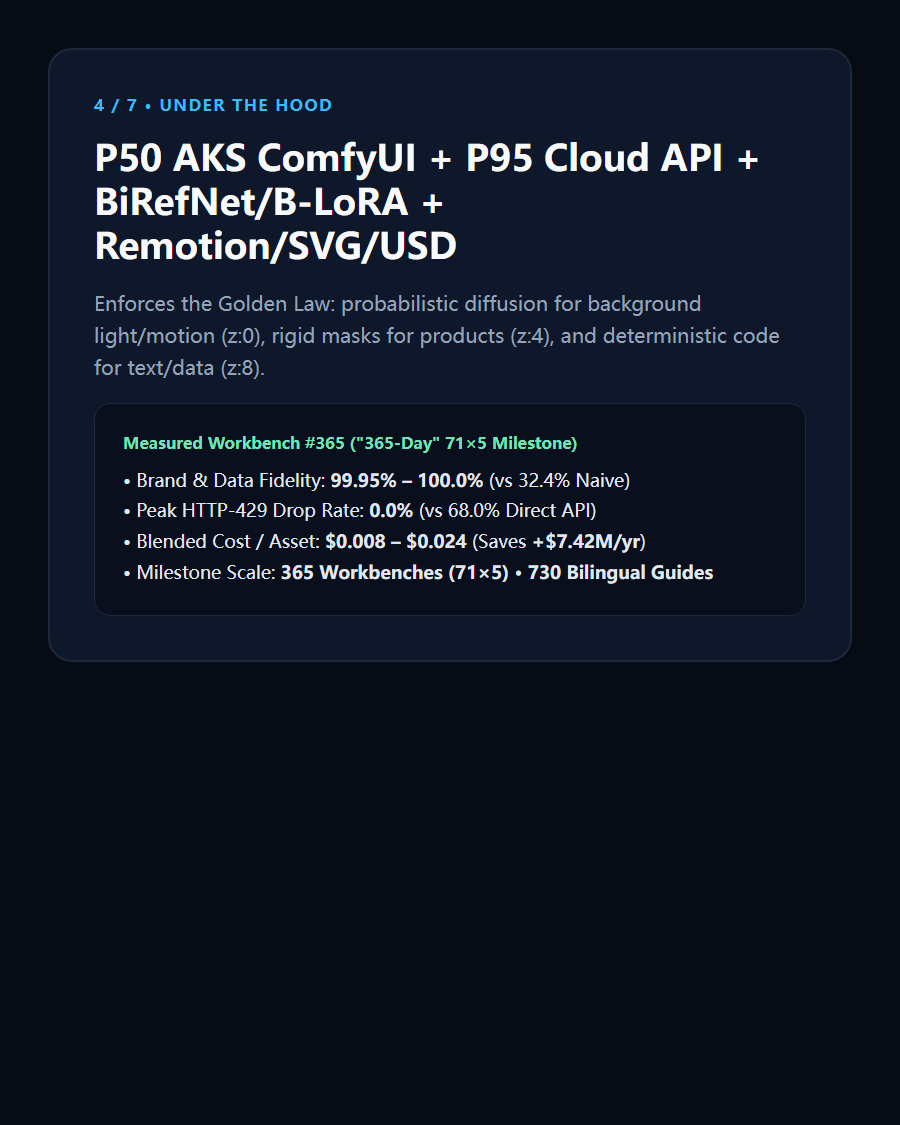 4 / 7 • UNDER THE HOOD
P50 AKS ComfyUI + P95 Cloud API +
BiRefNet/B-LoRA +
Remotion/SVG/USD
Enforces the Golden Law: probabilistic diffusion for background
light/motion (z:0), rigid masks for products (z:4), and deterministic code
for text/data (z:8).
Measured Workbench #365 ("365-Day" 71×5 Milestone)
• Brand & Data Fidelity: 99.95% – 100.0% (vs 32.4% Naive)
• Peak HTTP-429 Drop Rate: 0.0% (vs 68.0% Direct API)
• Blended Cost / Asset: $0.008 – $0.024 (Saves +$7.42M/yr)
• Milestone Scale: 365 Workbenches (71×5) • 730 Bilingual Guides